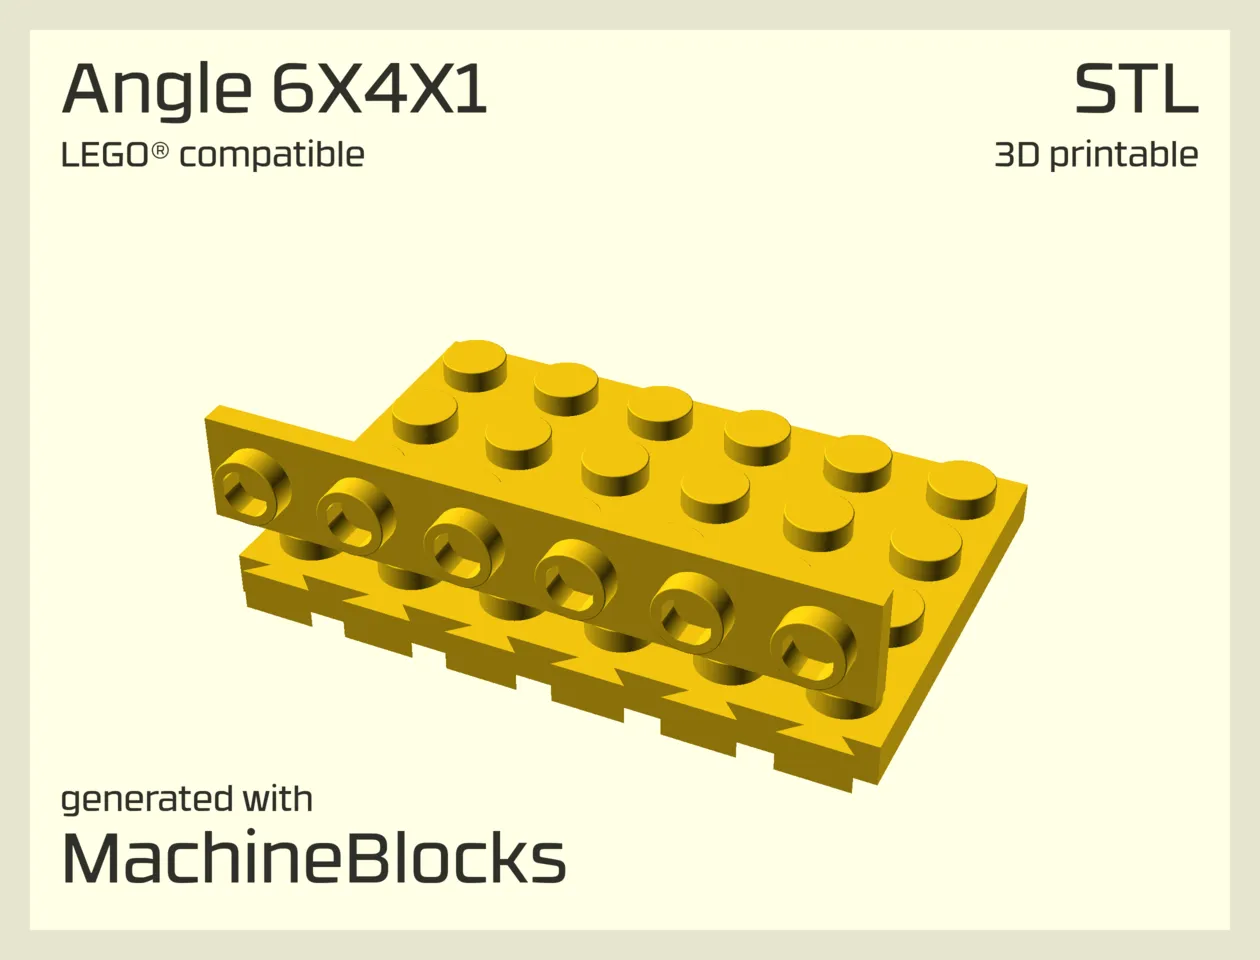 Angle 6X4X1
LEGO® compatible
STL
3D printable
generated with
MachineBlocks